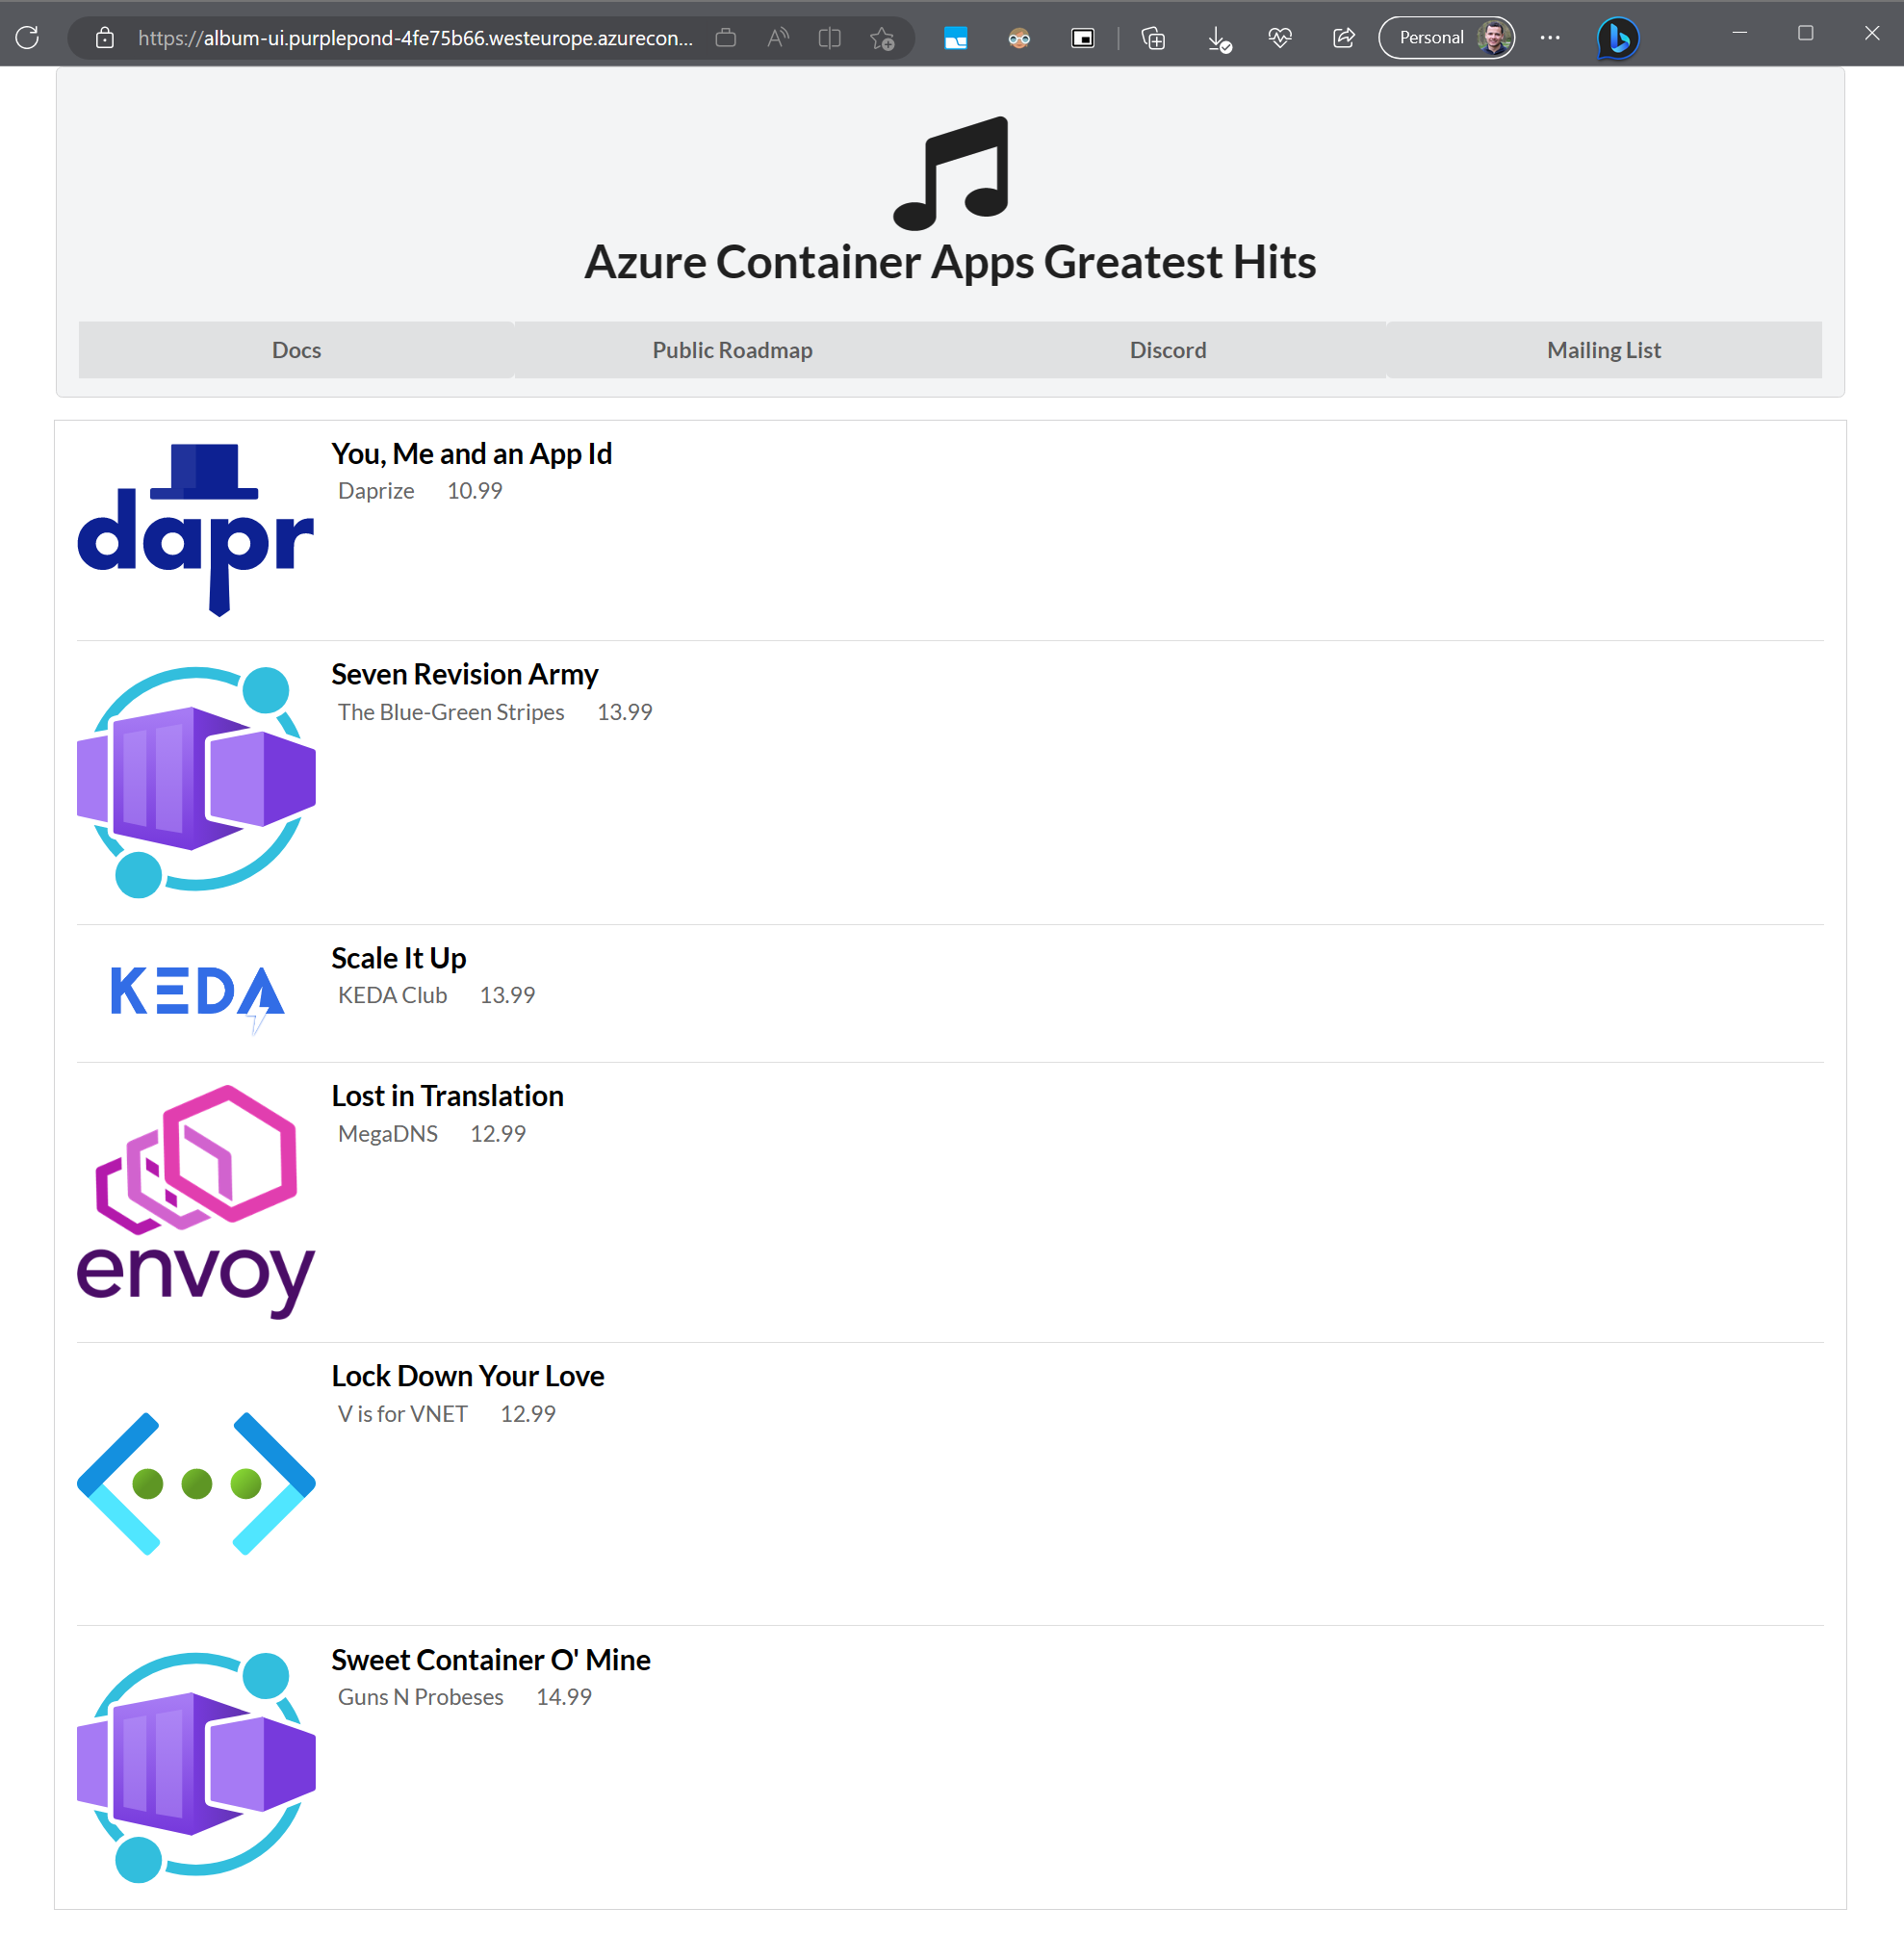 https://album-ui.purplepond-4fe75b66.westeurope.azurecon...
Personal
Azure Container Apps Greatest Hits
Docs Public Roadmap Discord Mailing List
dapr
You, Me and an App Id
Daprize 10.99
Seven Revision Army
The Blue-Green Stripes 13.99
KEDA
Scale It Up
KEDA Club 13.99
envoy
Lost in Translation
MegaDNS 12.99
Lock Down Your Love
V is for VNET 12.99
Sweet Container O' Mine
Guns N Probeses 14.99